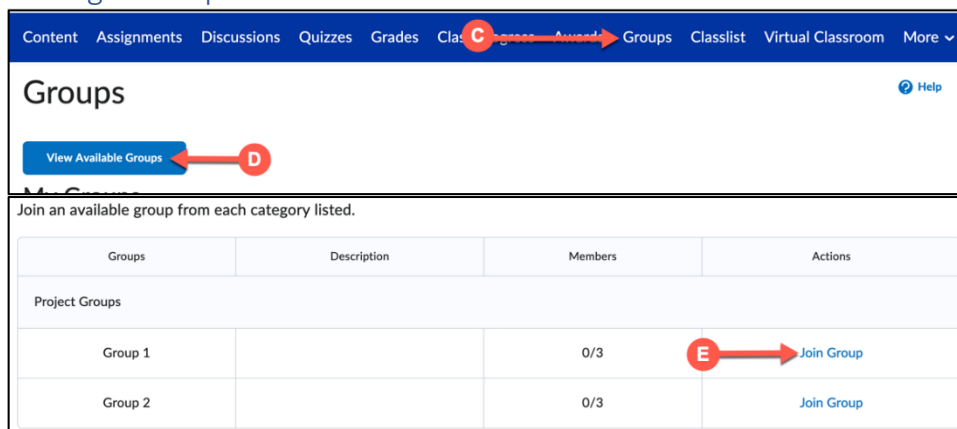 Content Assignments Discussions Quizzes Grades C Groups Classlist Virtual Classroom More
Groups
Help
View Available Groups D
My Groups
Join an available group from each category listed.
Groups Description Members Actions
Project Groups
Group 1 0/3 E Join Group
Group 2 0/3 Join Group